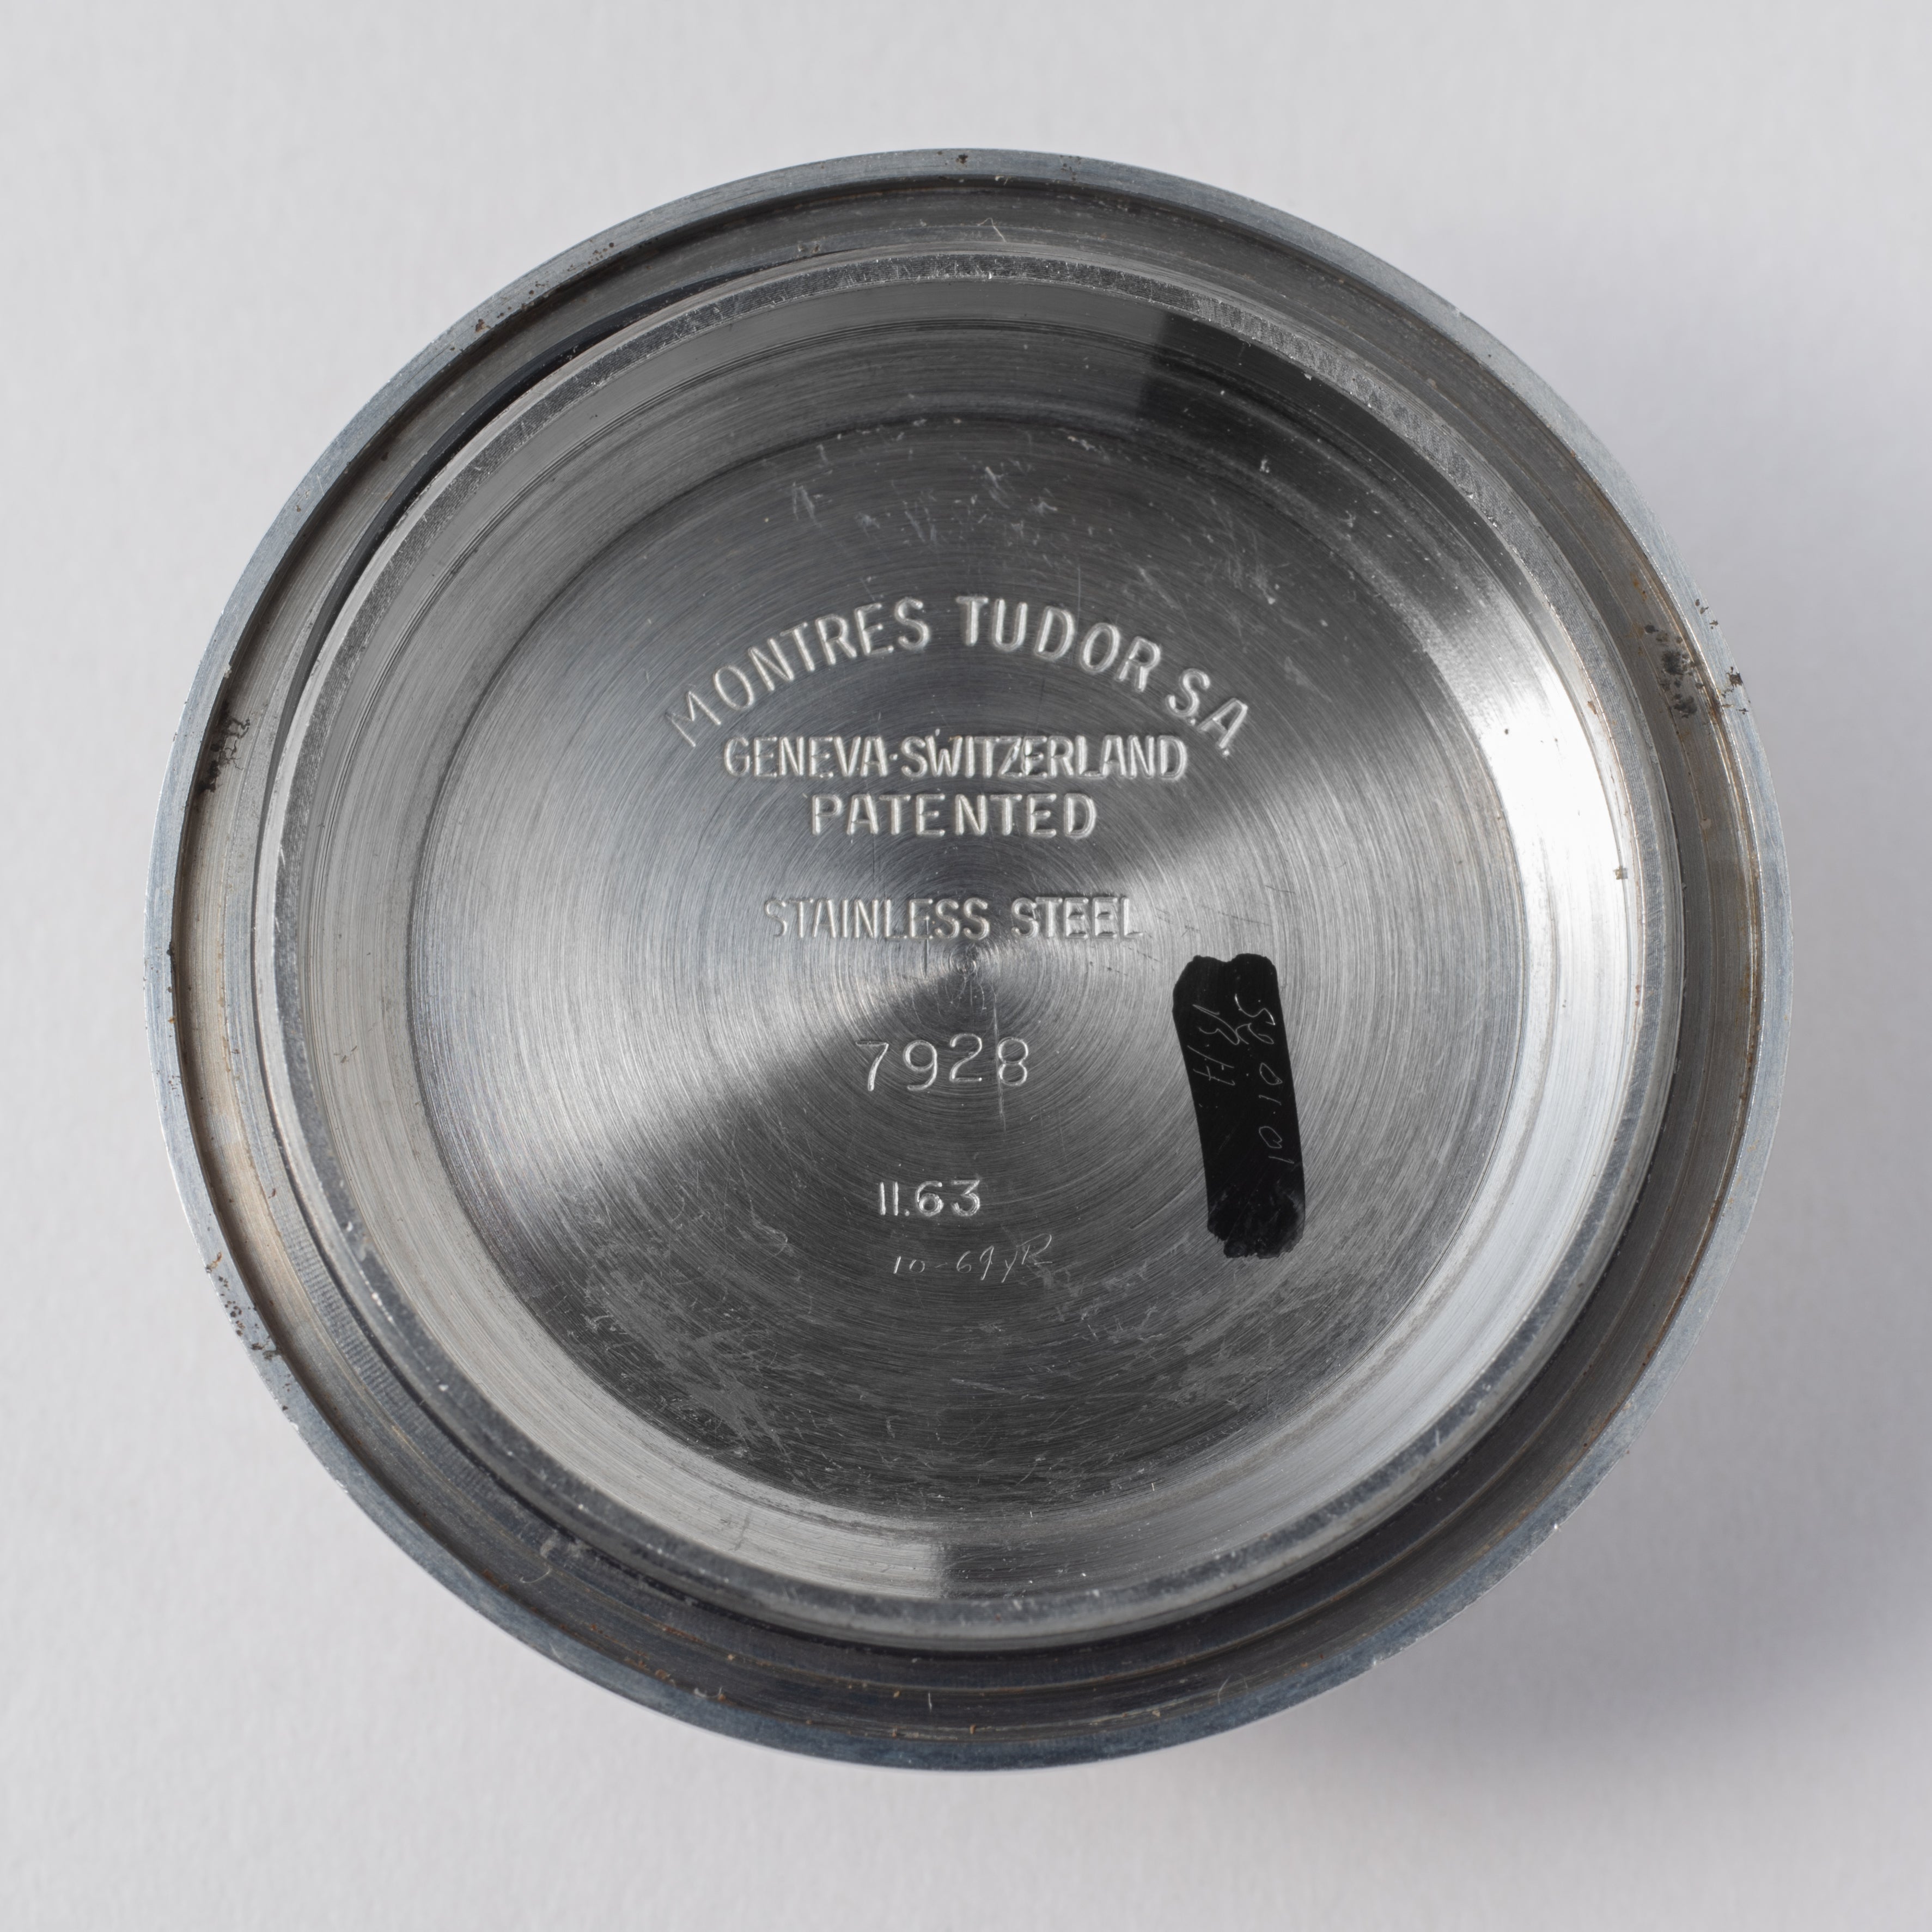 MONTRES TUDOR S.A.
GENEVA·SWITZERLAND
PATENTED
STAINLESS STEEL
7928
II.63